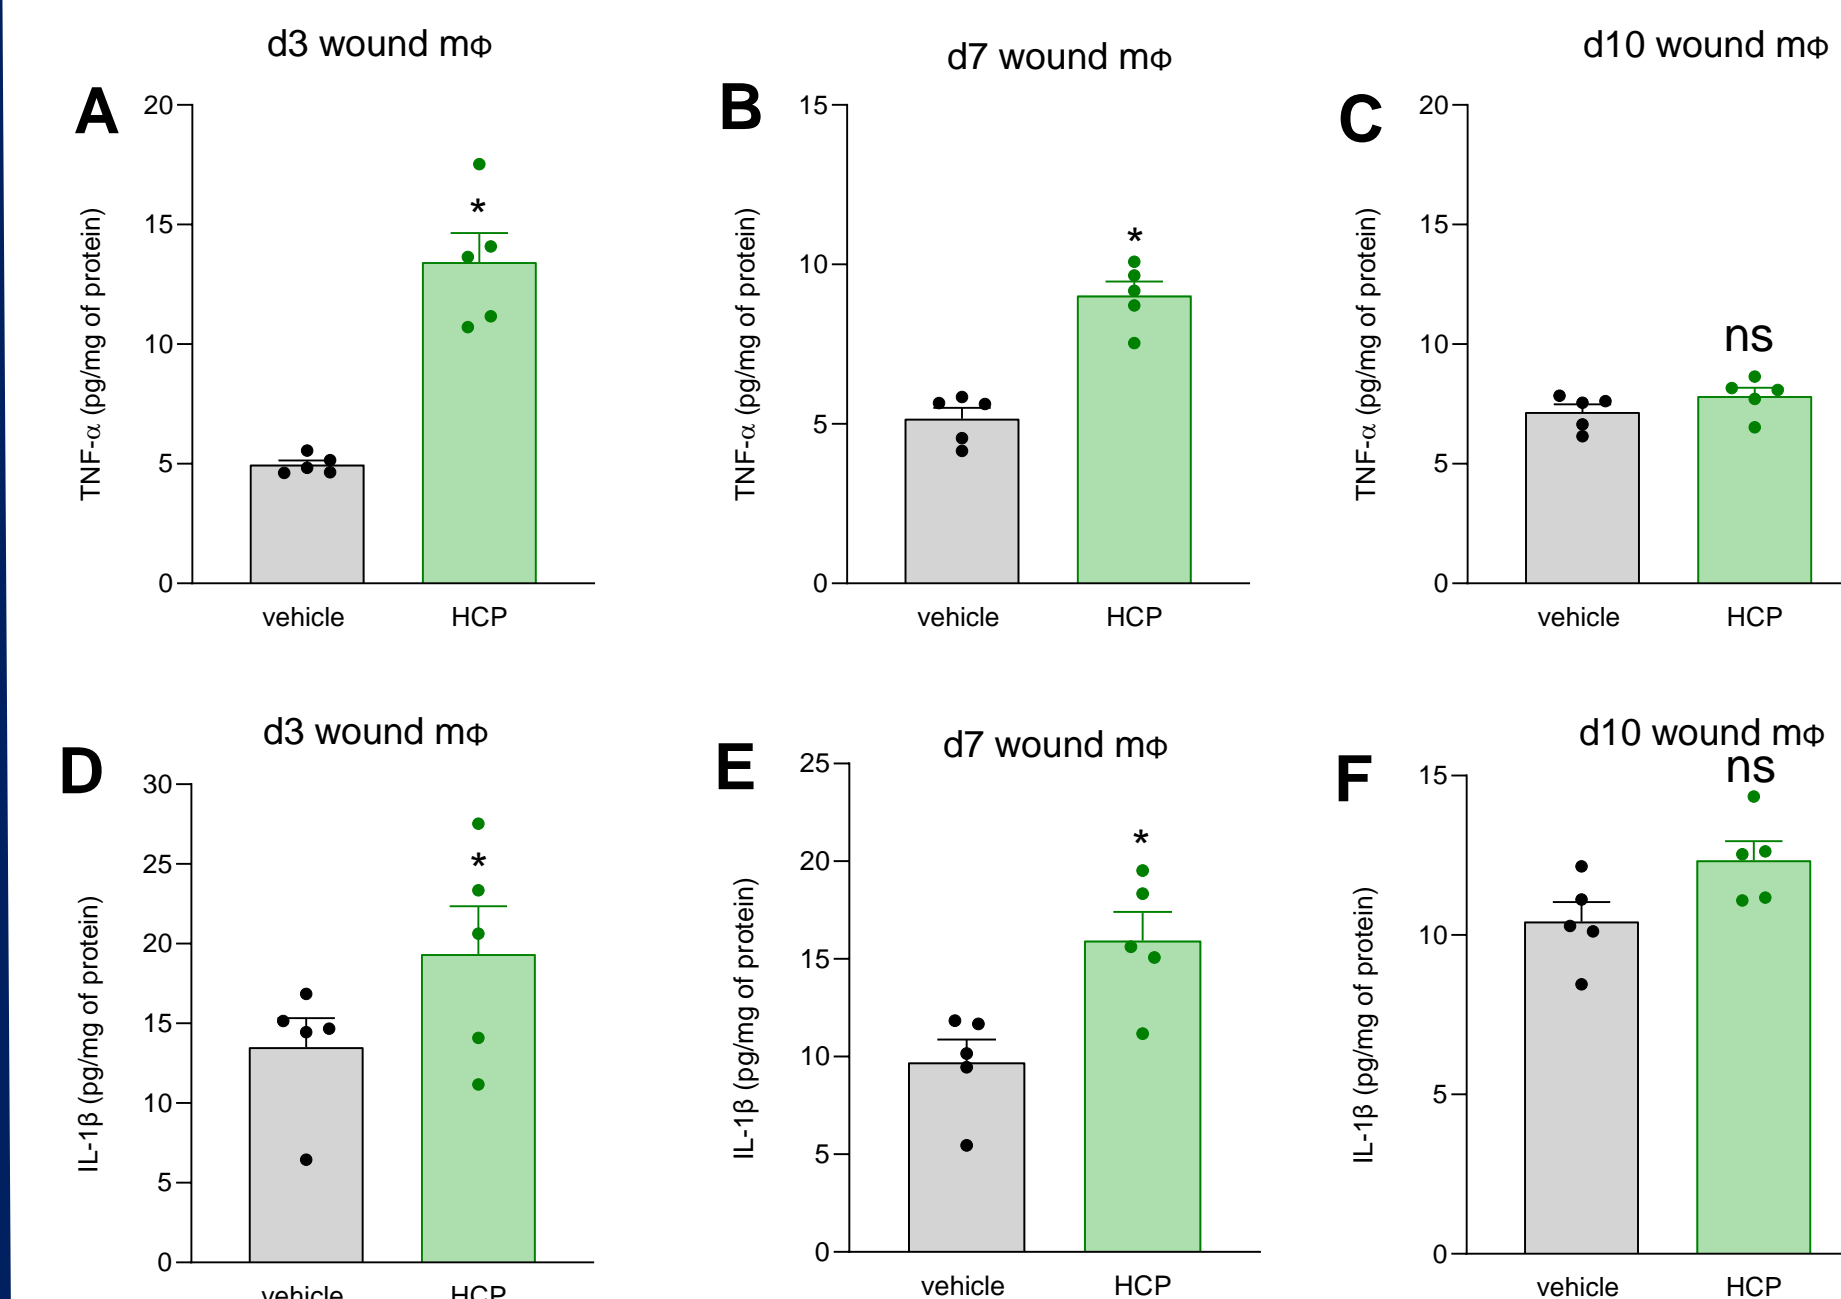 d3 wound mΦ
A
TNF-α (pg/mg of protein)
20
15
10
5
0
*
vehicle HCP
d7 wound mΦ
B
TNF-α (pg/mg of protein)
15
10
5
0
*
vehicle HCP
d10 wound mΦ
C
TNF-α (pg/mg of protein)
20
15
10
5
0
ns
vehicle HCP
d3 wound mΦ
D
IL-1β (pg/mg of protein)
30
25
20
15
10
5
0
*
vehicle HCP
d7 wound mΦ
E
IL-1β (pg/mg of protein)
25
20
15
10
5
0
*
vehicle HCP
d10 wound mΦ
F
IL-1β (pg/mg of protein)
15
10
5
0
ns
vehicle HCP